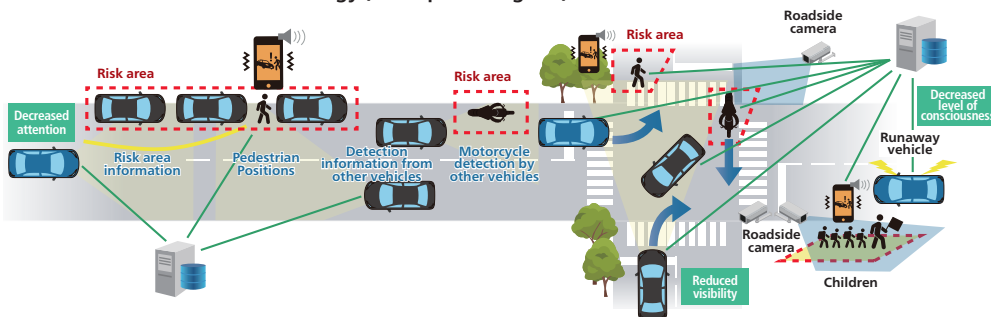 Roadside
camera
Risk area
Risk area
Risk area
Decreased
attention
Decreased
level of
consciousness
Runaway
vehicle
Risk area
information
Pedestrian
Positions
Detection
information from
other vehicles
Motorcycle
detection by
other vehicles
Roadside
camera
Reduced
visibility
Children